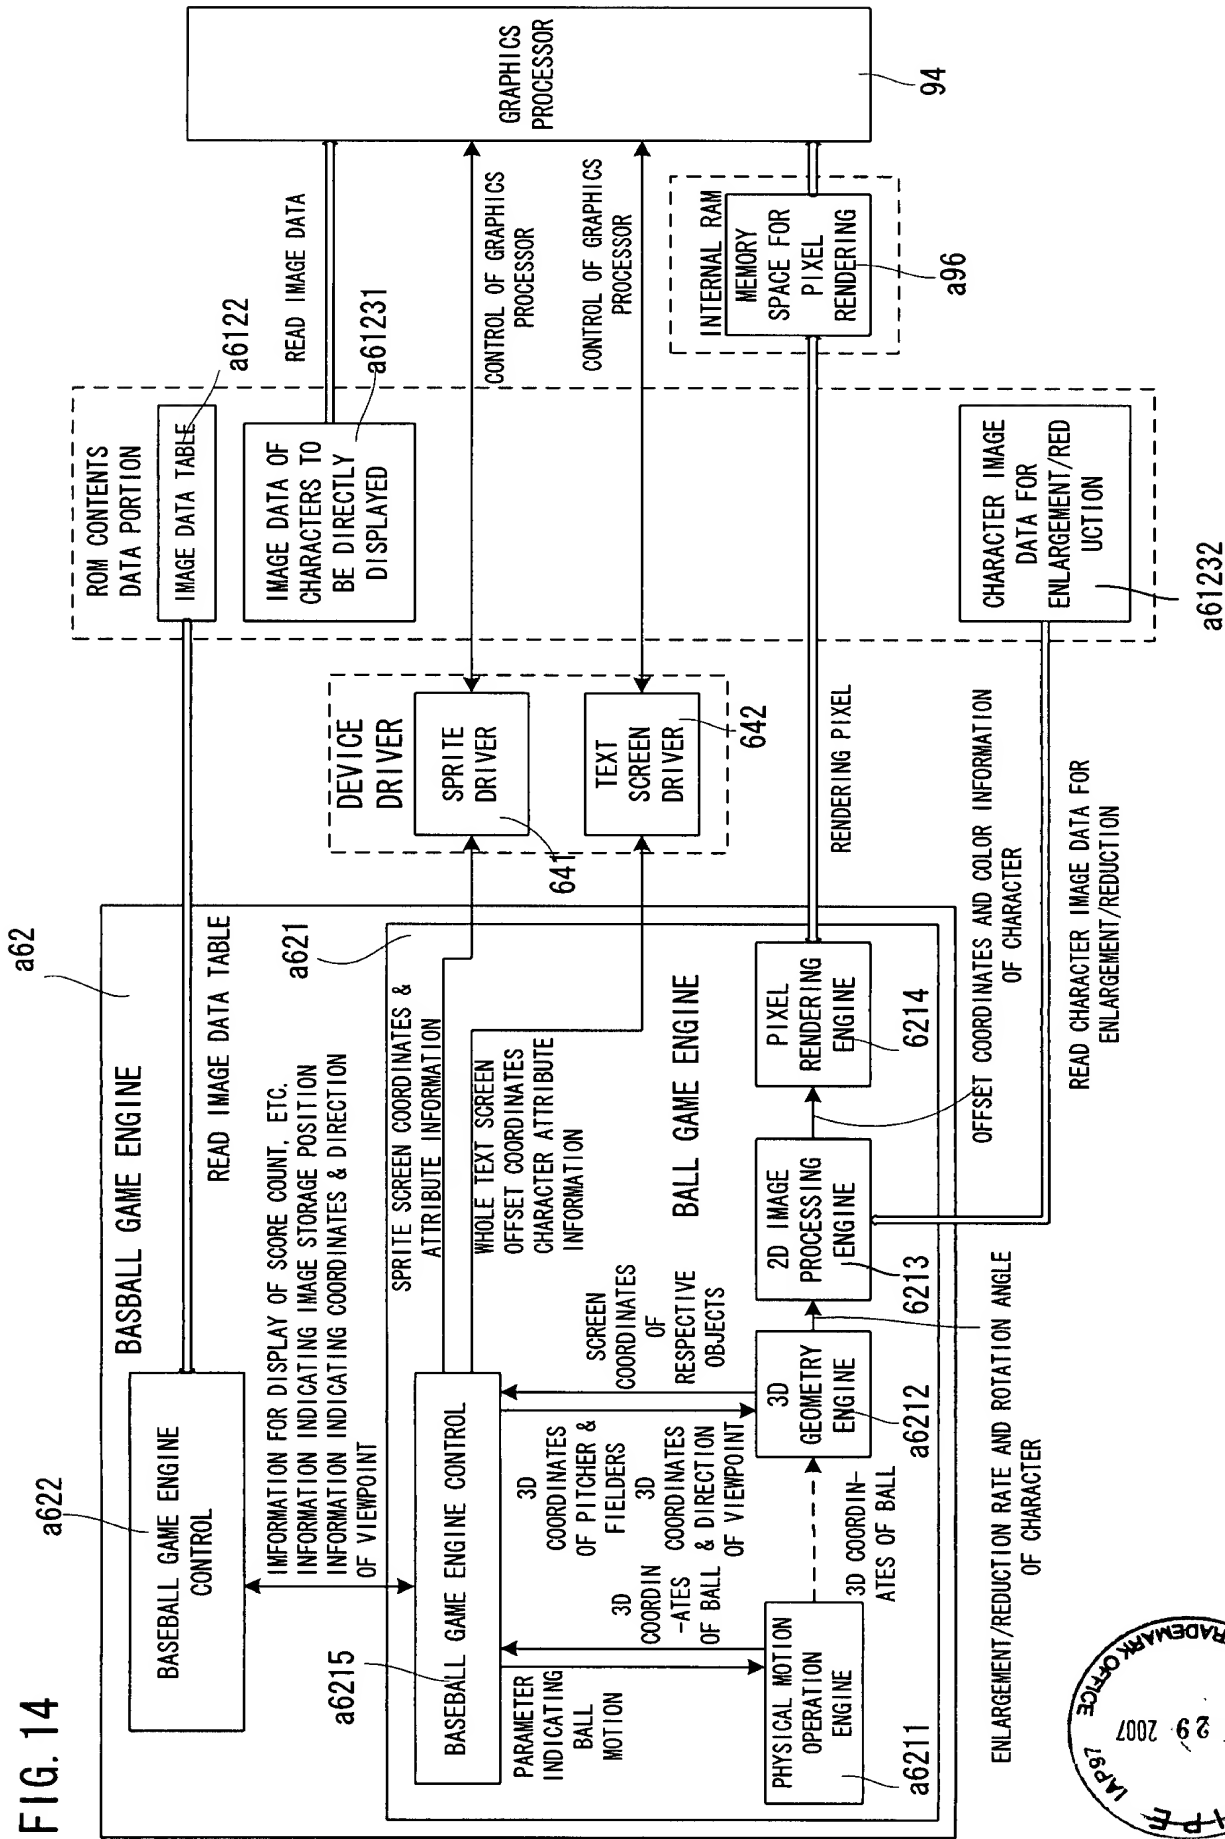 FIG. 14
a62
BASBALL GAME ENGINE
a622
BASEBALL GAME ENGINE
CONTROL
READ IMAGE DATA TABLE
IMFORMATION FOR DISPLAY OF SCORE COUNT, ETC.
INFORMATION INDICATING IMAGE STORAGE POSITION
INFORMATION INDICATING COORDINATES & DIRECTION
OF VIEWPOINT
a621
a6215
BASEBALL GAME ENGINE CONTROL
SPRITE SCREEN COORDINATES &
ATTRIBUTE INFORMATION
WHOLE TEXT SCREEN
OFFSET COORDINATES
CHARACTER ATTRIBUTE
INFORMATION
BALL GAME ENGINE
PARAMETER
INDICATING
BALL
MOTION
3D
COORDIN
-ATES
OF BALL
3D
COORDINATES
OF PITCHER &
FIELDERS
3D
COORDINATES
& DIRECTION
OF VIEWPOINT
SCREEN
COORDINATES
OF
RESPECTIVE
OBJECTS
PHYSICAL MOTION
OPERATION
ENGINE
a6211
3D COORDIN-
ATES OF BALL
3D
GEOMETRY
ENGINE
a6212
2D IMAGE
PROCESSING
ENGINE
6213
PIXEL
RENDERING
ENGINE
6214
ENLARGEMENT/REDUCTION RATE AND ROTATION ANGLE
OF CHARACTER
OFFSET COORDINATES AND COLOR INFORMATION
OF CHARACTER
READ CHARACTER IMAGE DATA FOR
ENLARGEMENT/REDUCTION
RENDERING PIXEL
DEVICE
DRIVER
SPRITE
DRIVER
641
TEXT
SCREEN
DRIVER
642
ROM CONTENTS
DATA PORTION
IMAGE DATA TABLE
a6122
IMAGE DATA OF
CHARACTERS TO
BE DIRECTLY
DISPLAYED
a61231
CHARACTER IMAGE
DATA FOR
ENLARGEMENT/RED
UCTION
a61232
READ IMAGE DATA
CONTROL OF GRAPHICS
PROCESSOR
CONTROL OF GRAPHICS
PROCESSOR
INTERNAL RAM
MEMORY
SPACE FOR
PIXEL
RENDERING
a96
GRAPHICS
PROCESSOR
94
IAP67
29 2007
OFFICE